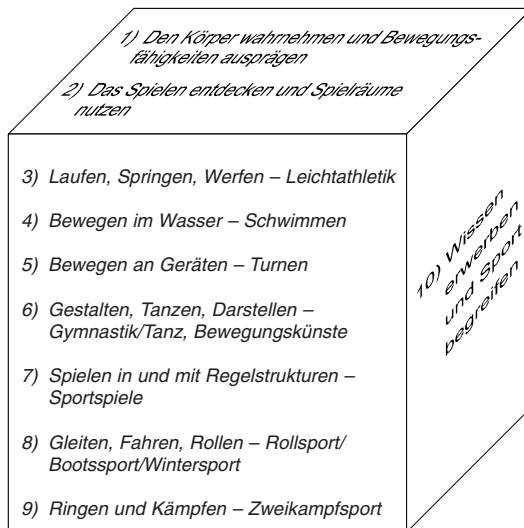 1) Den Körper wahrnehmen und Bewegungs-
fähigkeiten ausprägen
2) Das Spielen entdecken und Spielräume
nutzen
3) Laufen, Springen, Werfen – Leichtathletik
4) Bewegen im Wasser – Schwimmen
5) Bewegen an Geräten – Turnen
6) Gestalten, Tanzen, Darstellen –
Gymnastik/Tanz, Bewegungskünste
7) Spielen in und mit Regelstrukturen –
Sportspiele
8) Gleiten, Fahren, Rollen – Rollsport/
Bootssport/Wintersport
9) Ringen und Kämpfen – Zweikampfsport
10) Wissen
erwerben
und Sport
begreifen